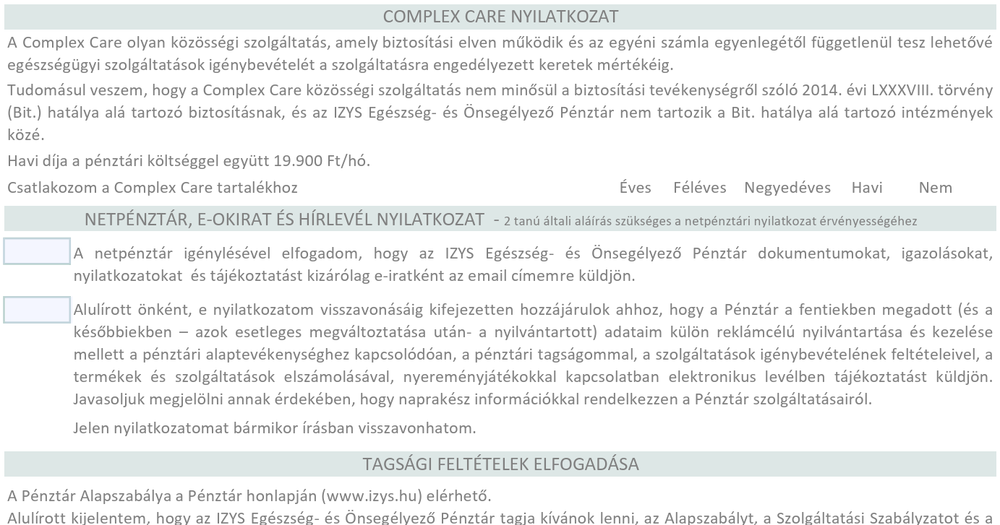 COMPLEX CARE NYILATKOZAT
A Complex Care olyan közösségi szolgáltatás, amely biztosítási elven működik és az egyéni számla egyenlegétől függetlenül tesz lehetővé
egészségügyi szolgáltatások igénybevételét a szolgáltatásra engedélyezett keretek mértékéig.
Tudomásul veszem, hogy a Complex Care közösségi szolgáltatás nem minősül a biztosítási tevékenységről szóló 2014. évi LXXXVIII. törvény
(Bit.) hatálya alá tartozó biztosításnak, és az IZYS Egészség- és Önsegélyező Pénztár nem tartozik a Bit. hatálya alá tartozó intézmények
közé.
Havi díja a pénztári költséggel együtt 19.900 Ft/hó.
Csatlakozom a Complex Care tartalékhoz Éves Féléves Negyedéves Havi Nem
NETPÉNZTÁR, E-OKIRAT ÉS HÍRLEVÉL NYILATKOZAT - 2 tanú általi aláírás szükséges a netpénztári nyilatkozat érvényességéhez
A netpénztár igénylésével elfogadom, hogy az IZYS Egészség- és Önsegélyező Pénztár dokumentumokat, igazolásokat,
nyilatkozatokat és tájékoztatást kizárólag e-iratként az email címemre küldjön.
Alulírott önként, e nyilatkozatom visszavonásáig kifejezetten hozzájárulok ahhoz, hogy a Pénztár a fentiekben megadott (és a
későbbiekben – azok esetleges megváltoztatása után- a nyilvántartott) adataim külön reklámcélú nyilvántartása és kezelése
mellett a pénztári alaptevékenységhez kapcsolódóan, a pénztári tagságommal, a szolgáltatások igénybevételének feltételeivel, a
termékek és szolgáltatások elszámolásával, nyereményjátékokkal kapcsolatban elektronikus levélben tájékoztatást küldjön.
Javasoljuk megjelölni annak érdekében, hogy naprakész információkkal rendelkezzen a Pénztár szolgáltatásairól.
Jelen nyilatkozatomat bármikor írásban visszavonhatom.
TAGSÁGI FELTÉTELEK ELFOGADÁSA
A Pénztár Alapszabálya a Pénztár honlapján (www.izys.hu) elérhető.
Alulírott kijelentem, hogy az IZYS Egészség- és Önsegélyező Pénztár tagja kívánok lenni, az Alapszabályt, a Szolgáltatási Szabályzatot és a